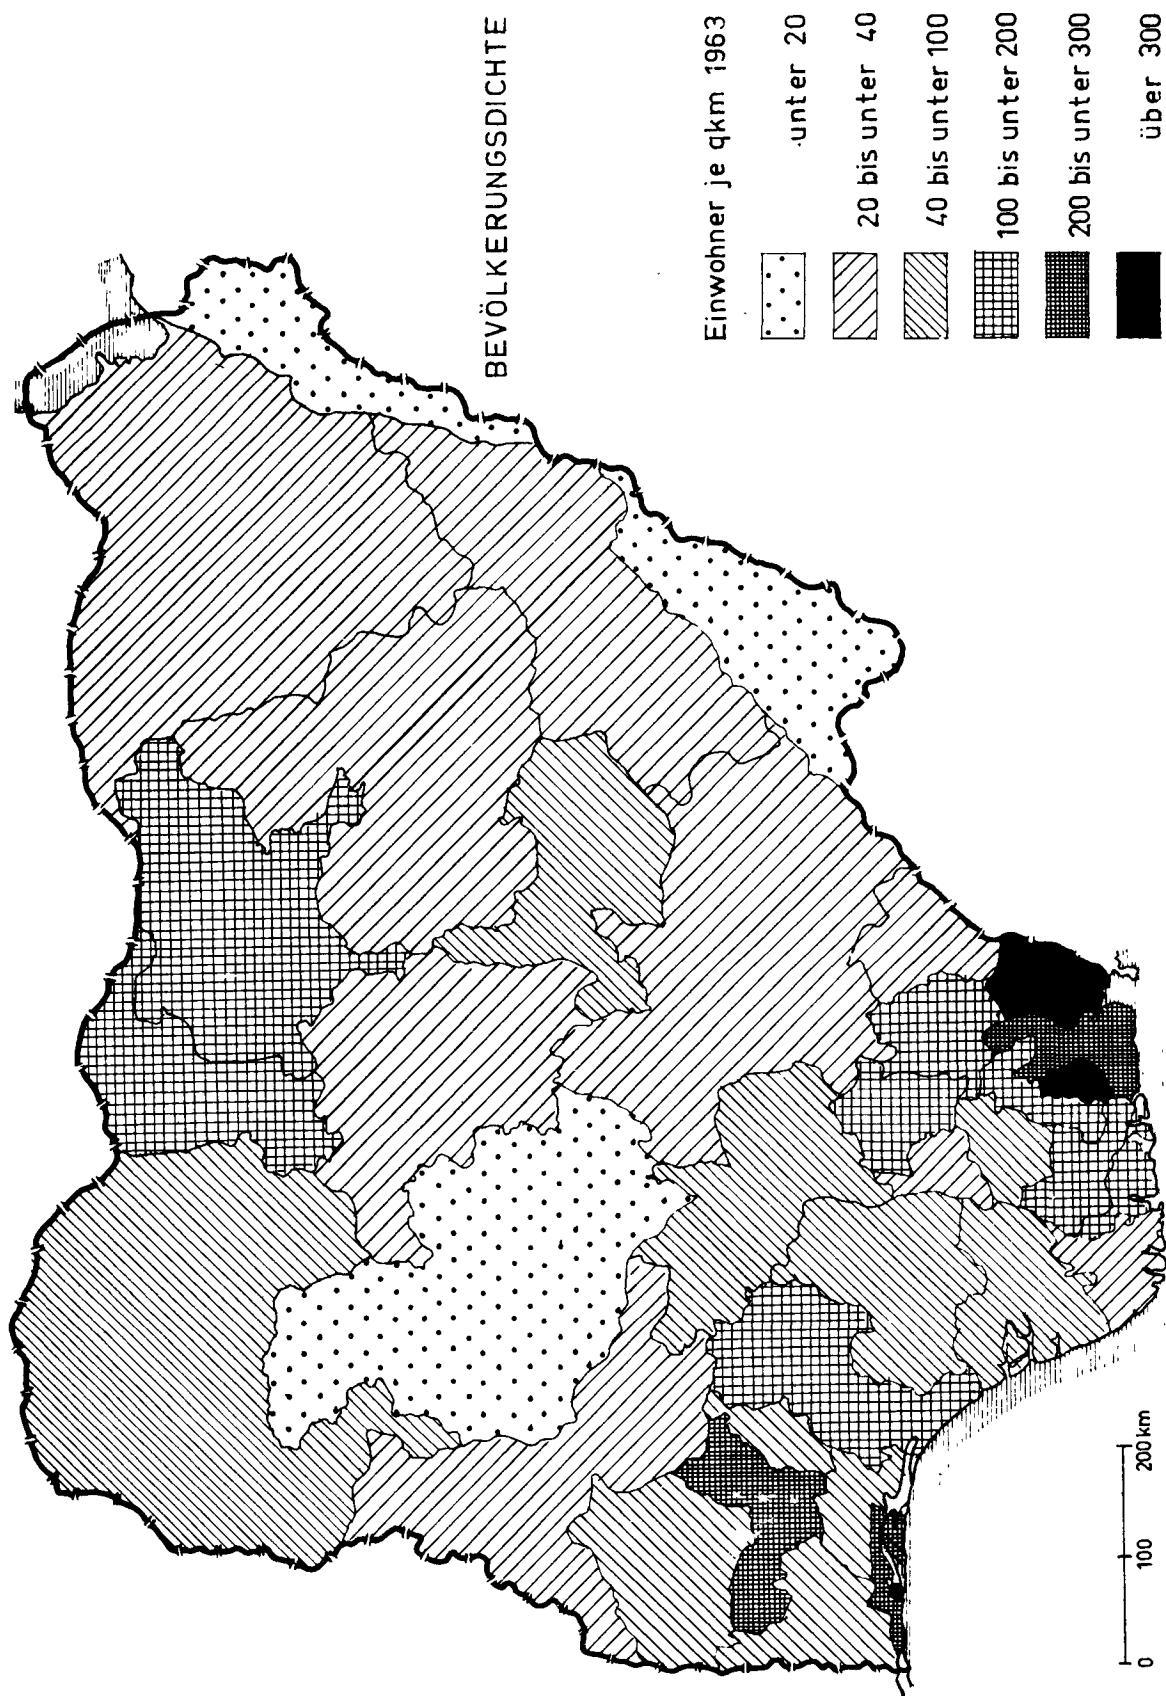 BEVÖLKERUNGSDICHTE
Einwohner je qkm 1963
unter 20
20 bis unter 40
40 bis unter 100
100 bis unter 200
200 bis unter 300
über 300
0 100 200 km